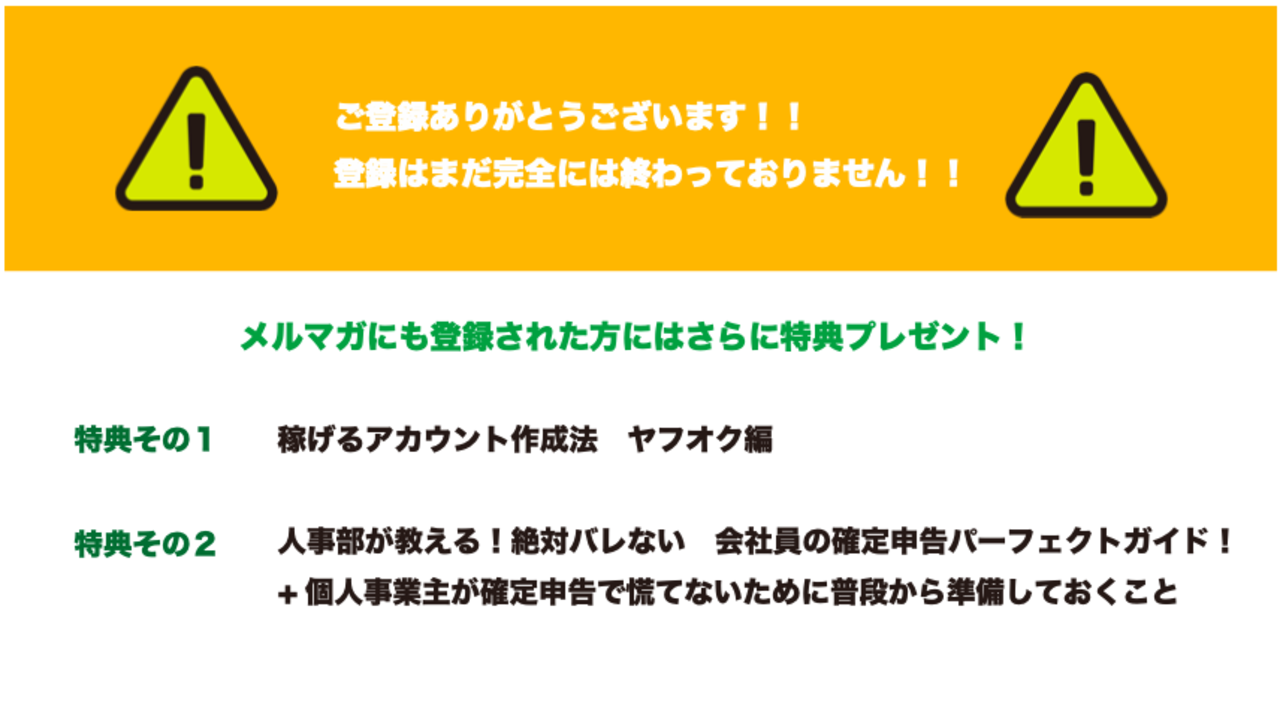 ご登録ありがとうございます！！
登録はまだ完全には終わっておりません！！
メルマガにも登録された方にはさらに特典プレゼント！
特典その１　稼げるアカウント作成法　ヤフオク編
特典その２　人事部が教える！絶対バレない　会社員の確定申告パーフェクトガイド！
+個人事業主が確定申告で慌てないために普段から準備しておくこと